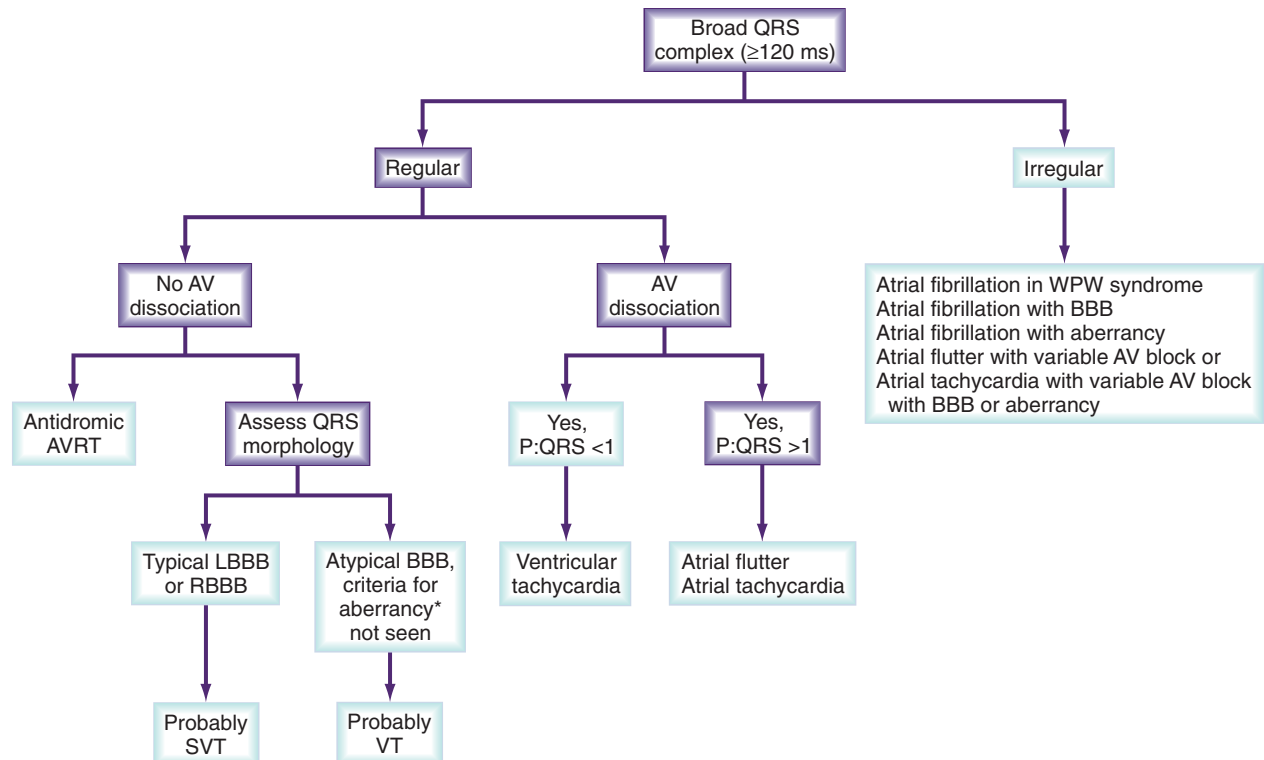 Broad QRS
complex (≥120 ms)
Regular
Irregular
No AV
dissociation
AV
dissociation
Atrial fibrillation in WPW syndrome
Atrial fibrillation with BBB
Atrial fibrillation with aberrancy
Atrial flutter with variable AV block or
Atrial tachycardia with variable AV block
with BBB or aberrancy
Antidromic
AVRT
Assess QRS
morphology
Yes,
P:QRS <1
Yes,
P:QRS >1
Typical LBBB
or RBBB
Atypical BBB,
criteria for
aberrancy*
not seen
Ventricular
tachycardia
Atrial flutter
Atrial tachycardia
Probably
SVT
Probably
VT